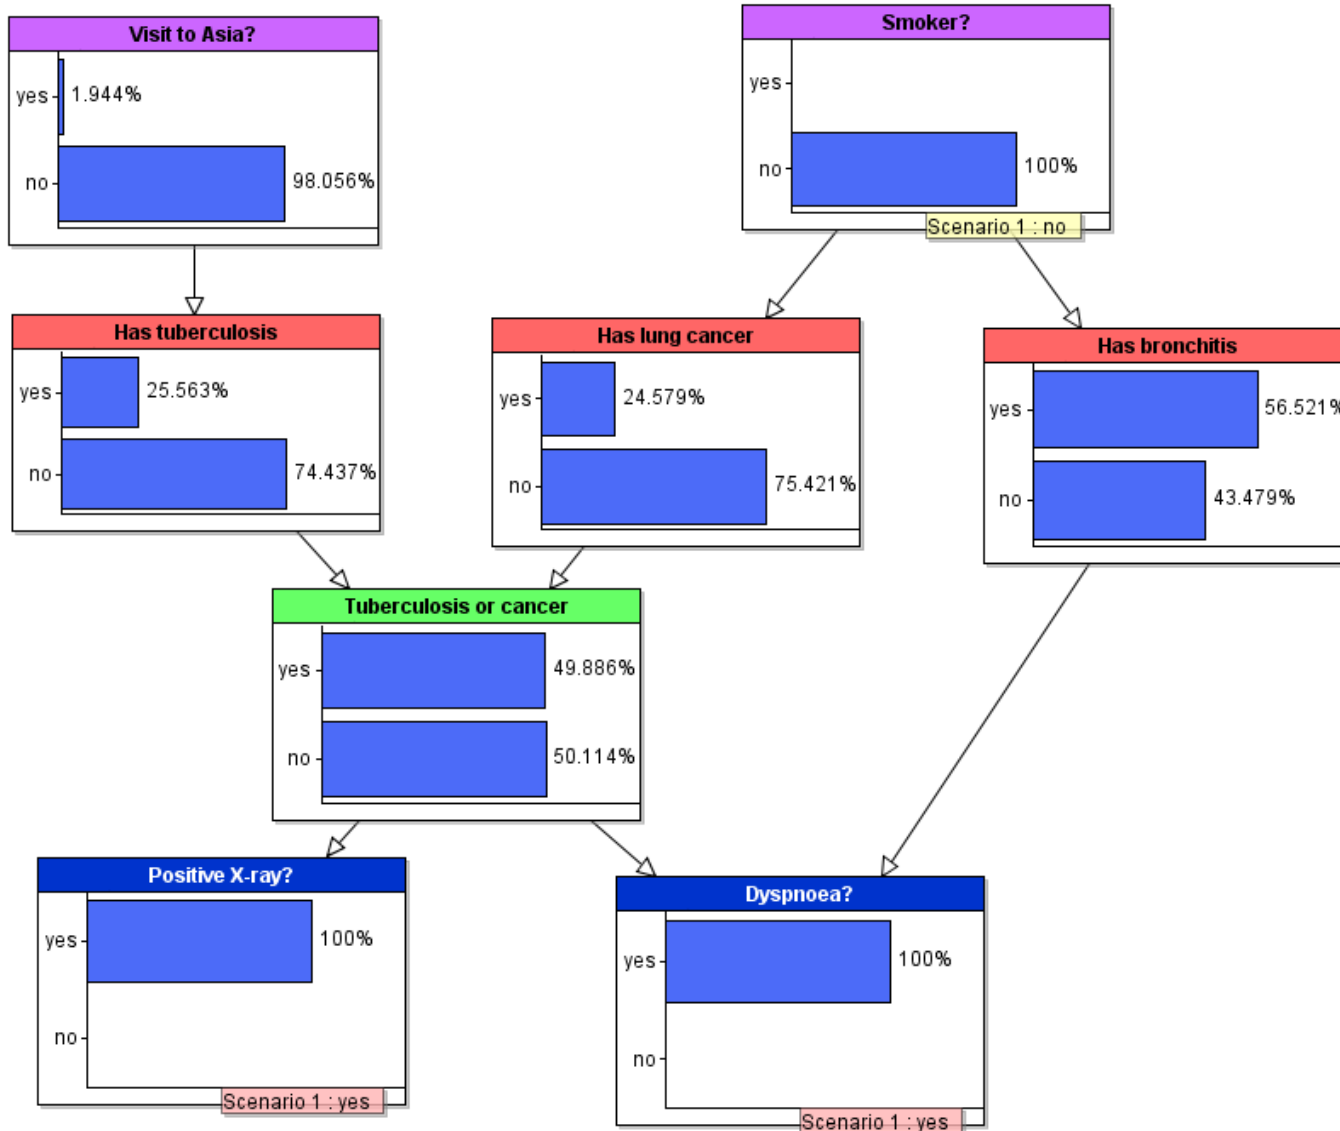 Visit to Asia?
yes 1.944%
no 98.056%
Smoker?
yes
no 100%
Scenario 1 : no
Has tuberculosis
yes 25.563%
no 74.437%
Has lung cancer
yes 24.579%
no 75.421%
Has bronchitis
yes 56.521%
no 43.479%
Tuberculosis or cancer
yes 49.886%
no 50.114%
Positive X-ray?
yes 100%
no
Scenario 1 : yes
Dyspnoea?
yes 100%
no
Scenario 1 : yes